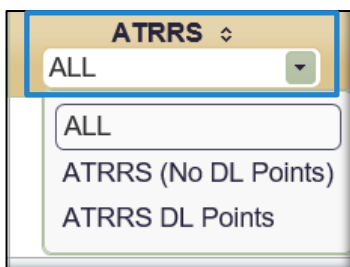 ATRRS
ALL
ALL
ATRRS (No DL Points)
ATRRS DL Points